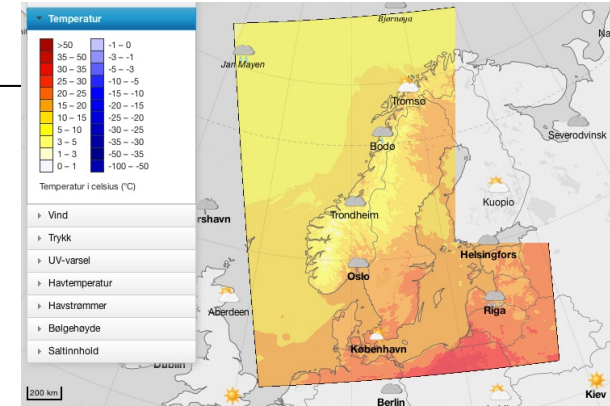 Temperatur
>50
35 – 50
30 – 35
25 – 30
20 – 25
15 – 20
10 – 15
5 – 10
3 – 5
1 – 3
0 – 1
-1 – 0
-3 – -1
-5 – -3
-10 – -5
-15 – -10
-20 – -15
-25 – -20
-30 – -25
-35 – -30
-50 – -35
-100 – -50
Temperatur i celsius (°C)
Vind
Trykk
UV-varsel
Havtemperatur
Havstrømmer
Bølgehøyde
Saltinnhold
200 km
Bjørnøya
Na
Jan Mayen
Tromsø
Severodvinsk
Bodø
Kuopio
rshavn
Trondheim
Helsingfors
Oslo
Aberdeen
Riga
København
Dublin
Berlin
Kiev